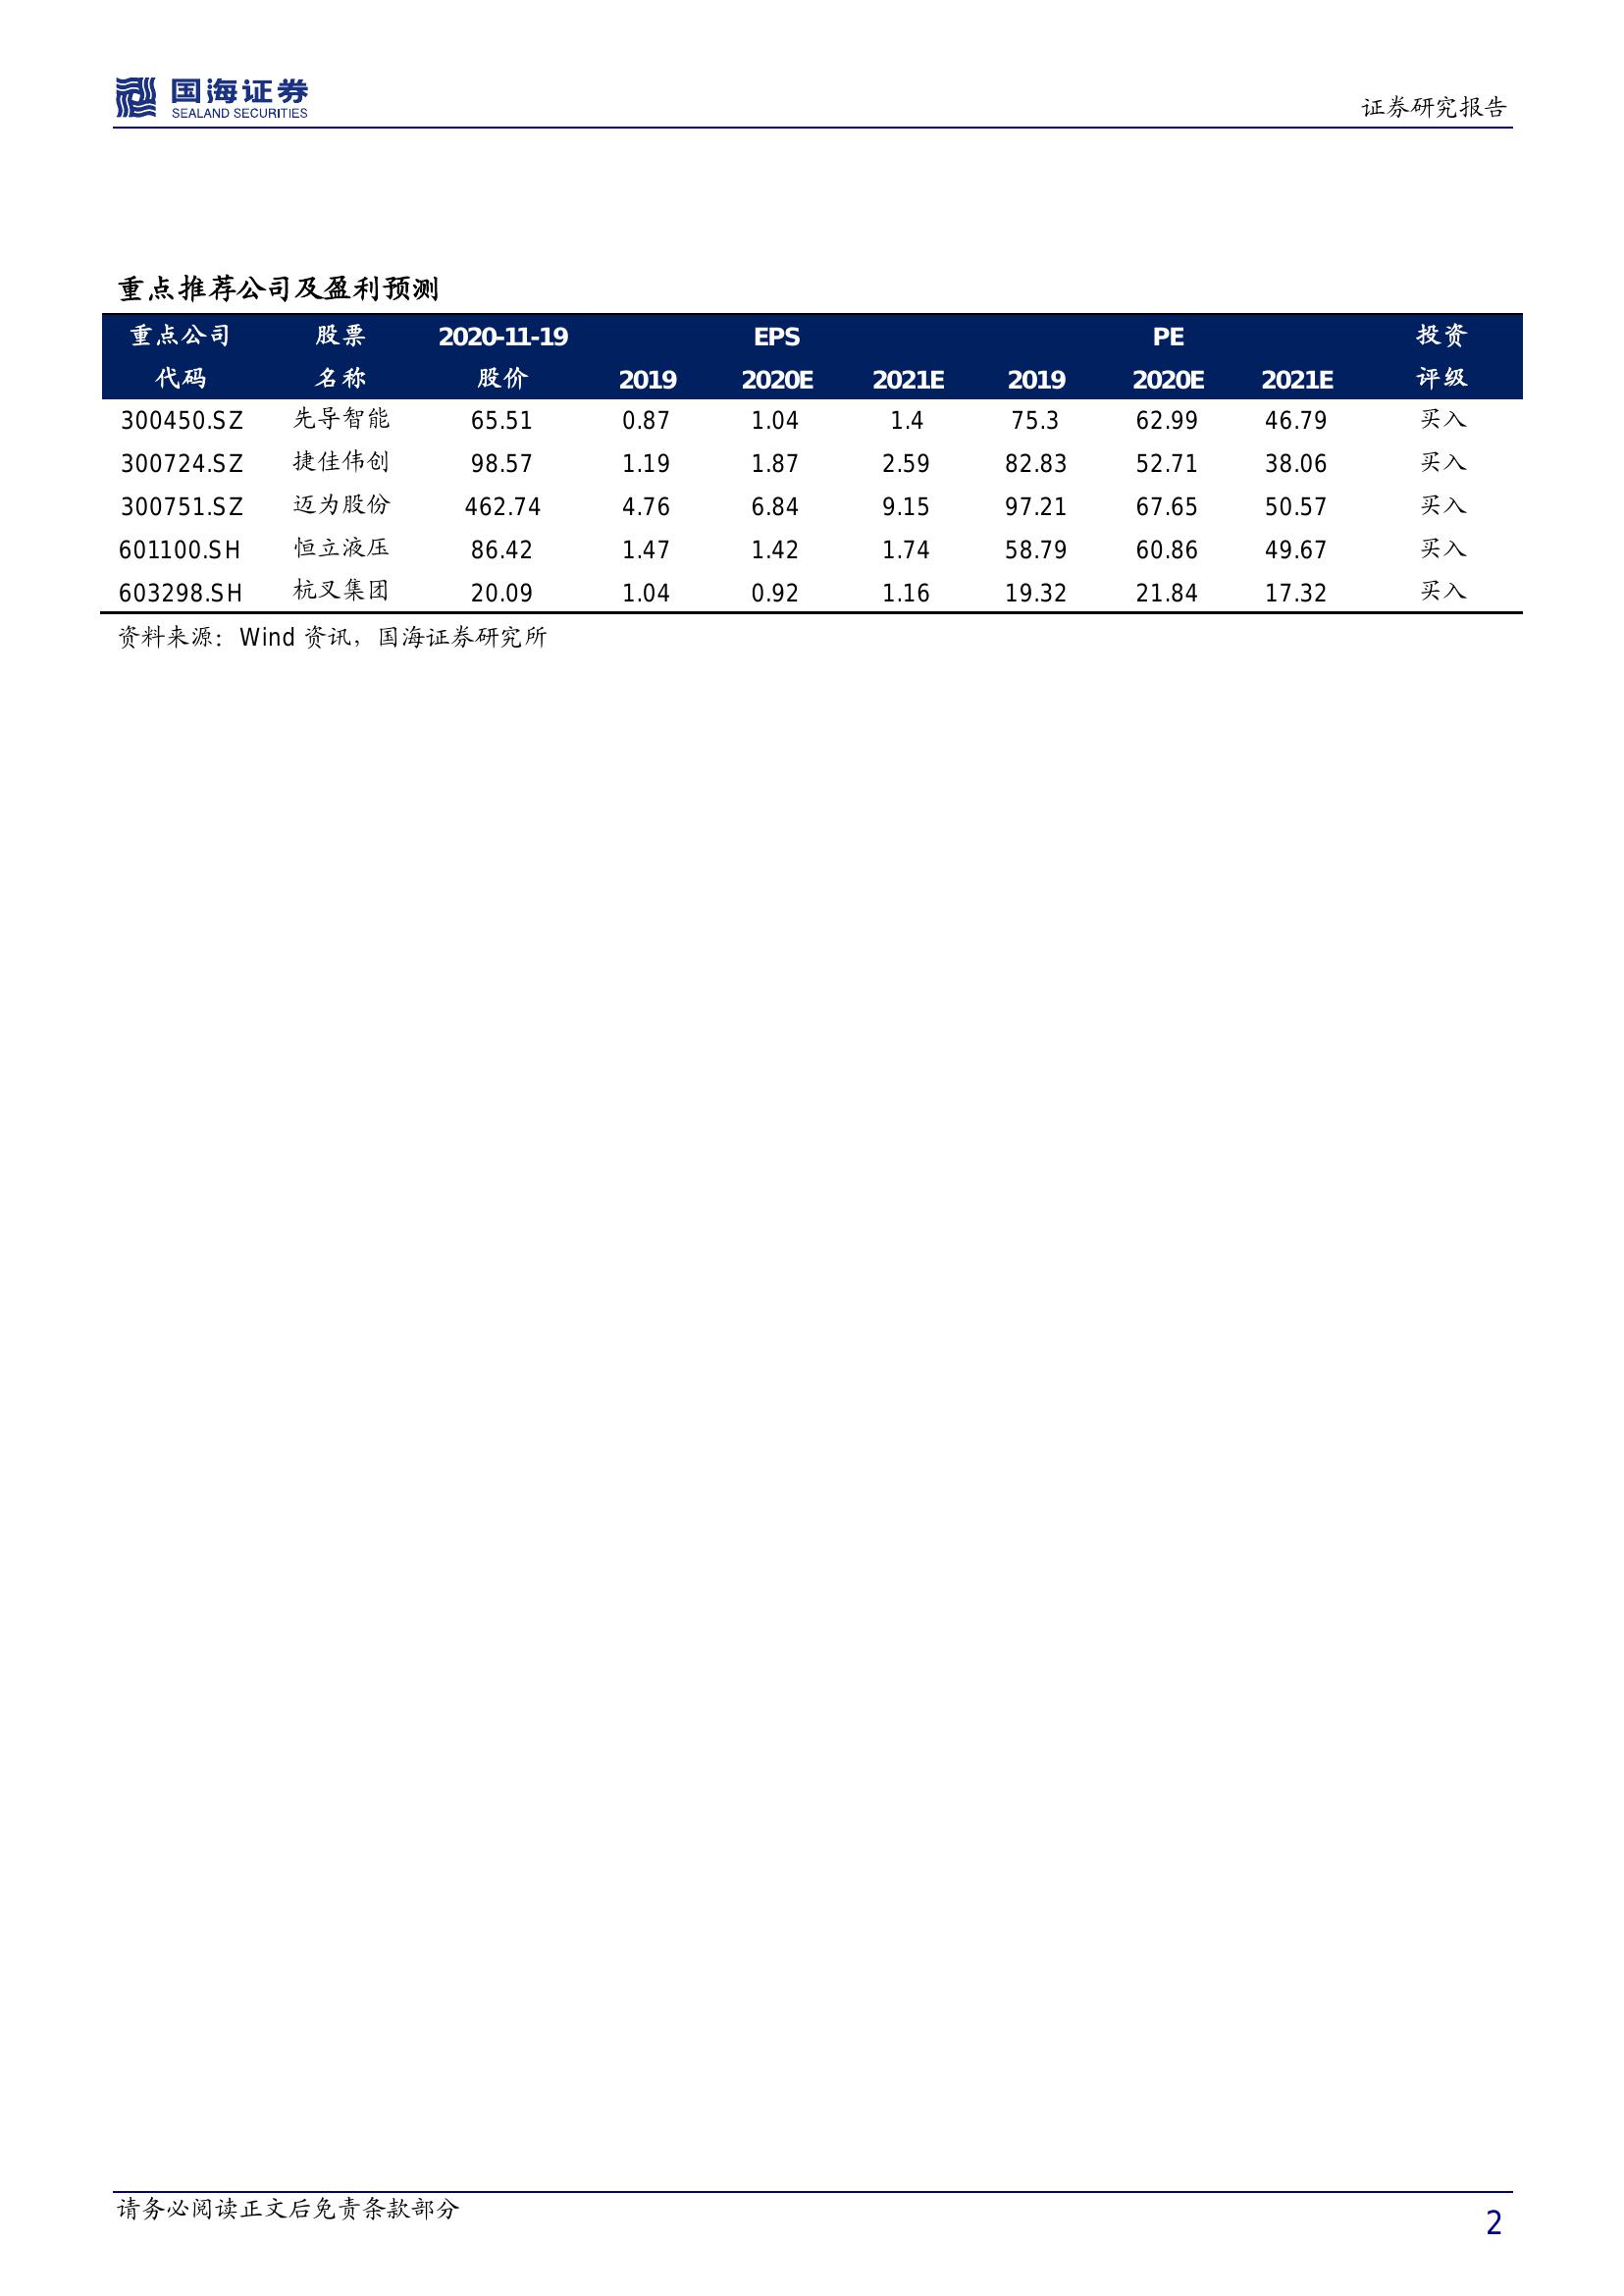 国海证券
SEALAND SECURITIES
证券研究报告
重点推荐公司及盈利预测
重点公司 股票 2020-11-19 EPS PE 投资
代码 名称 股价 2019 2020E 2021E 2019 2020E 2021E 评级
300450.SZ 先导智能 65.51 0.87 1.04 1.4 75.3 62.99 46.79 买入
300724.SZ 捷佳伟创 98.57 1.19 1.87 2.59 82.83 52.71 38.06 买入
300751.SZ 迈为股份 462.74 4.76 6.84 9.15 97.21 67.65 50.57 买入
601100.SH 恒立液压 86.42 1.47 1.42 1.74 58.79 60.86 49.67 买入
603298.SH 杭叉集团 20.09 1.04 0.92 1.16 19.32 21.84 17.32 买入
资料来源：Wind 资讯，国海证券研究所
请务必阅读正文后免责条款部分
2